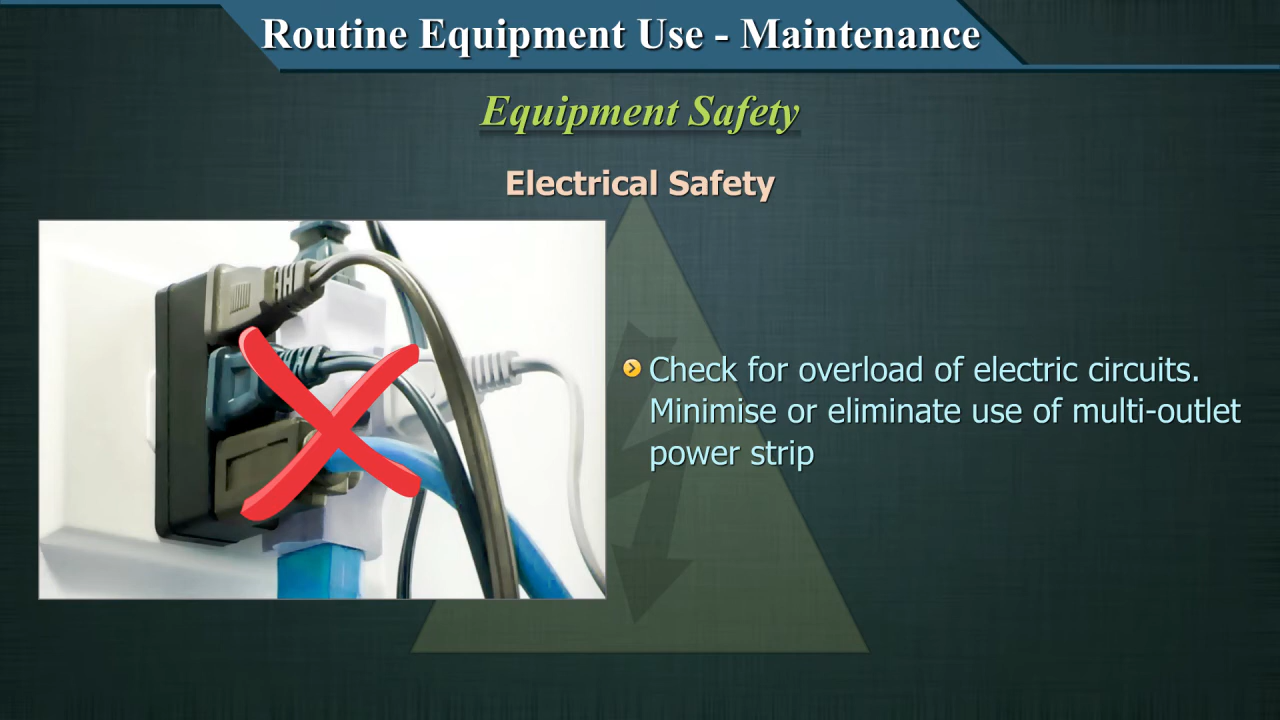 Routine Equipment Use - Maintenance
Equipment Safety
Electrical Safety
Check for overload of electric circuits.
Minimise or eliminate use of multi-outlet
power strip